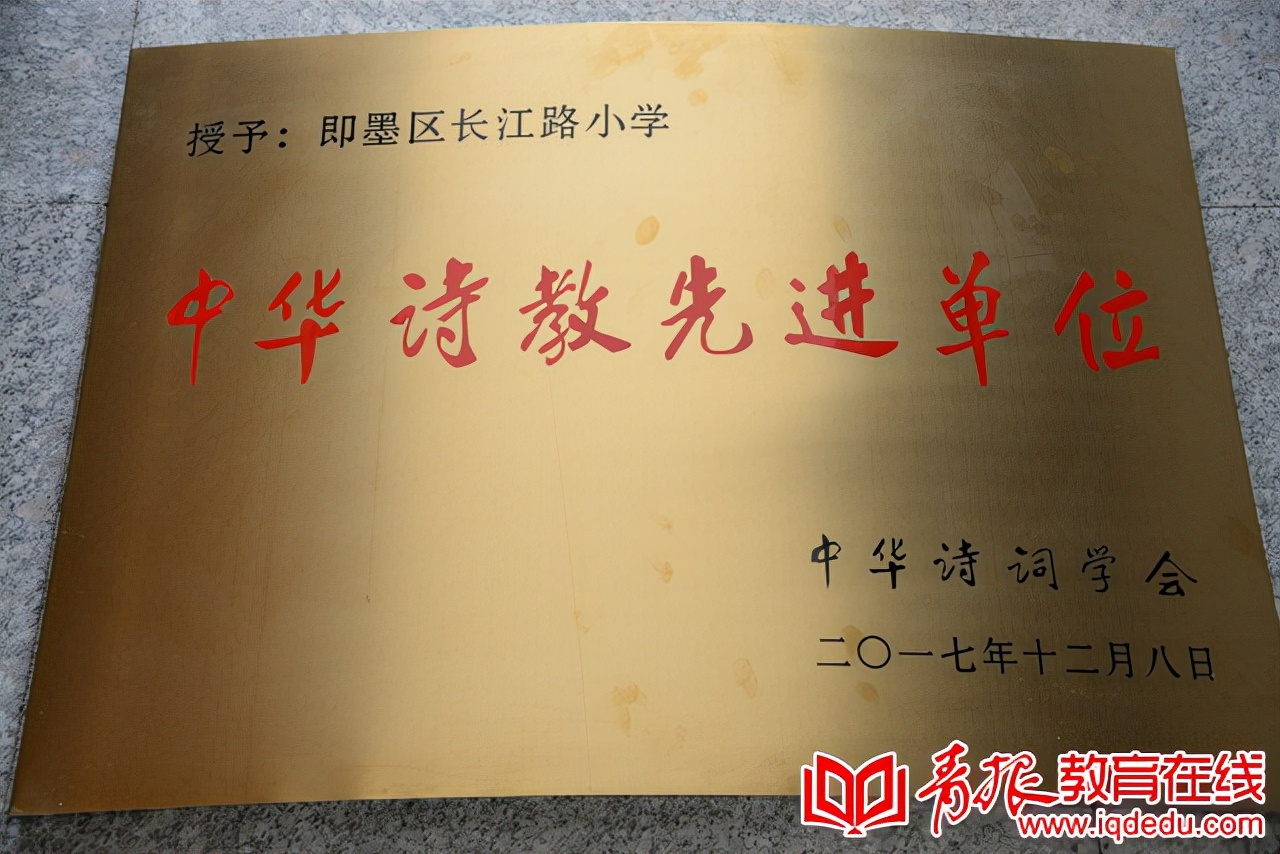 授予：即墨区长江路小学
中华诗教先进单位
中华诗词学会
二〇一七年十二月八日
青报教育在线
www.iqdedu.com